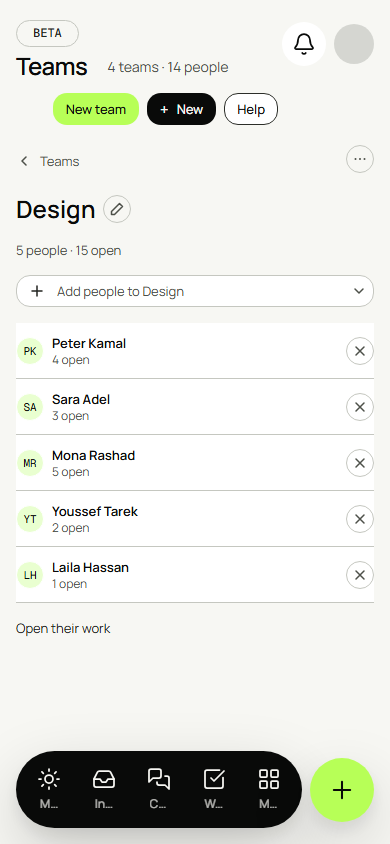 BETA
Teams
4 teams · 14 people
New team
+ New
Help
Teams
Design
5 people · 15 open
Add people to Design
PK
Peter Kamal
4 open
SA
Sara Adel
3 open
MR
Mona Rashad
5 open
YT
Youssef Tarek
2 open
LH
Laila Hassan
1 open
Open their work
M...
In...
C...
W...
M...